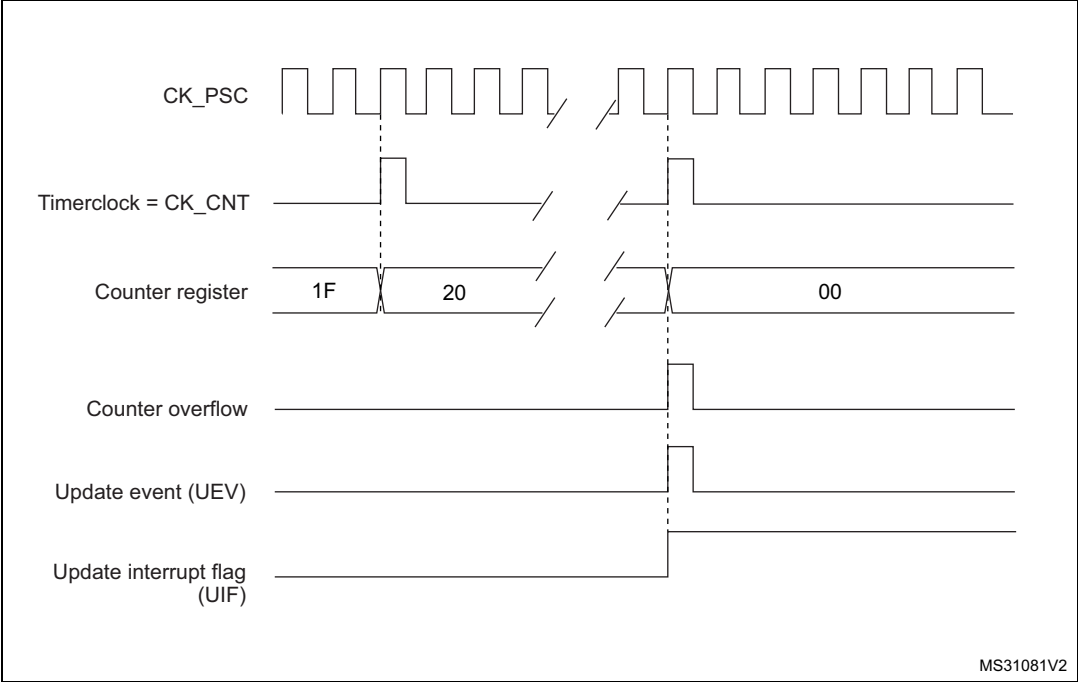 CK_PSC
Timerclock = CK_CNT
Counter register
1F
20
00
Counter overflow
Update event (UEV)
Update interrupt flag
(UIF)
MS31081V2